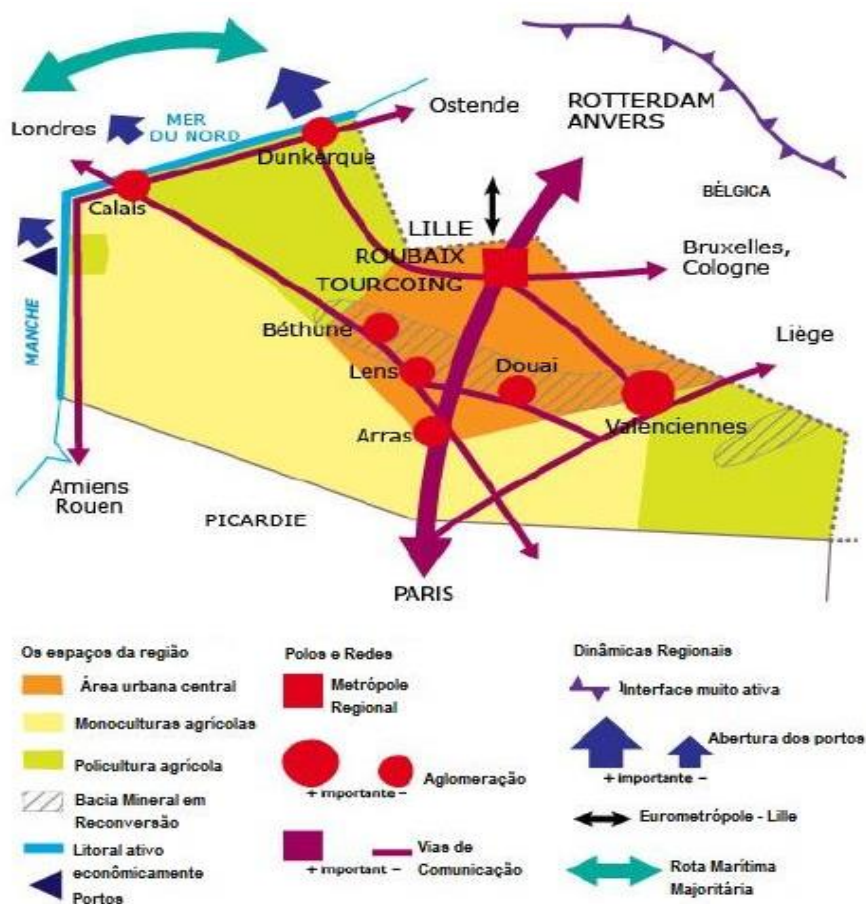 Ostende
ROTTERDAM
ANVERS
Londres
MER
DU NORD
Dunkerque
Calais
BÉLGICA
LILLE
ROUBAIX
TOURCOING
Bruxelles,
Cologne
MANCHE
Béthune
Liège
Lens
Douai
Arras
Valenciennes
Amiens
Rouen
PICARDIE
PARIS
Os espaços da região
Área urbana central
Monoculturas agrícolas
Policultura agrícola
Bacia Mineral em
Reconversão
Litoral ativo
econômicamente
Portos
Polos e Redes
Metrópole
Regional
Aglomeração
+ importante −
Vias de
Comunicação
+ important −
Dinâmicas Regionais
Interface muito ativa
Abertura dos portos
+ importante −
Eurometrópole - Lille
Rota Marítima
Majoritária